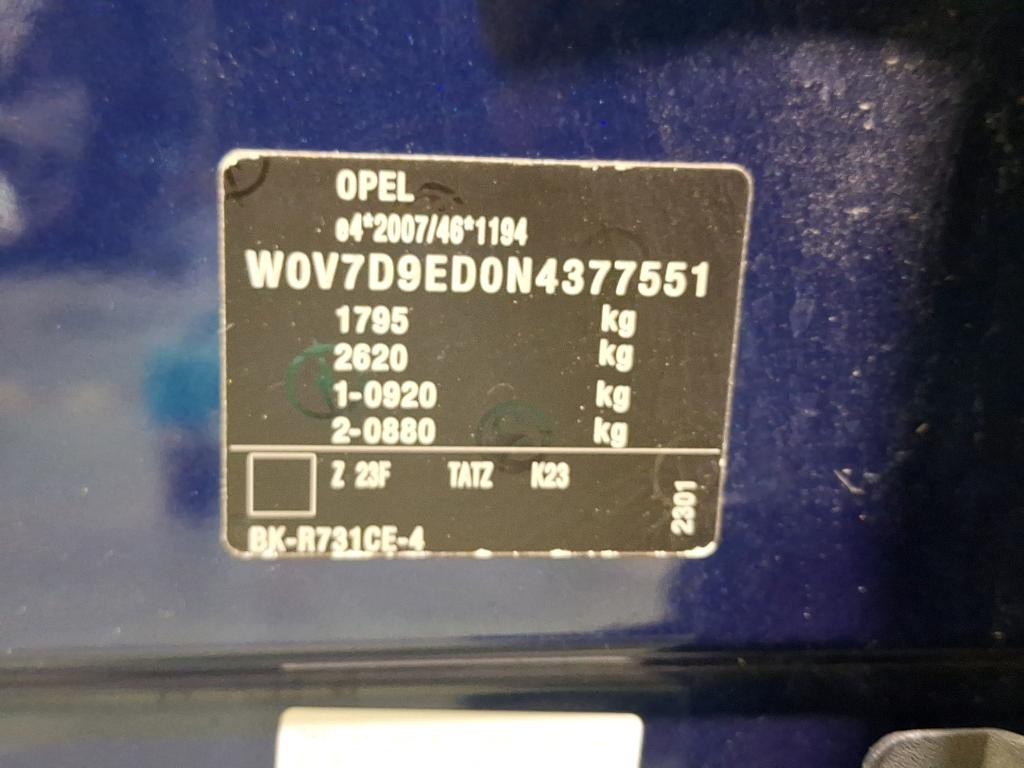 OPEL
e4*2007/46*1194
W0V7D9ED0N4377551
1795 kg
2620 kg
1-0920 kg
2-0880 kg
Z 23F TATZ K23
2301
BK-R731CE-4